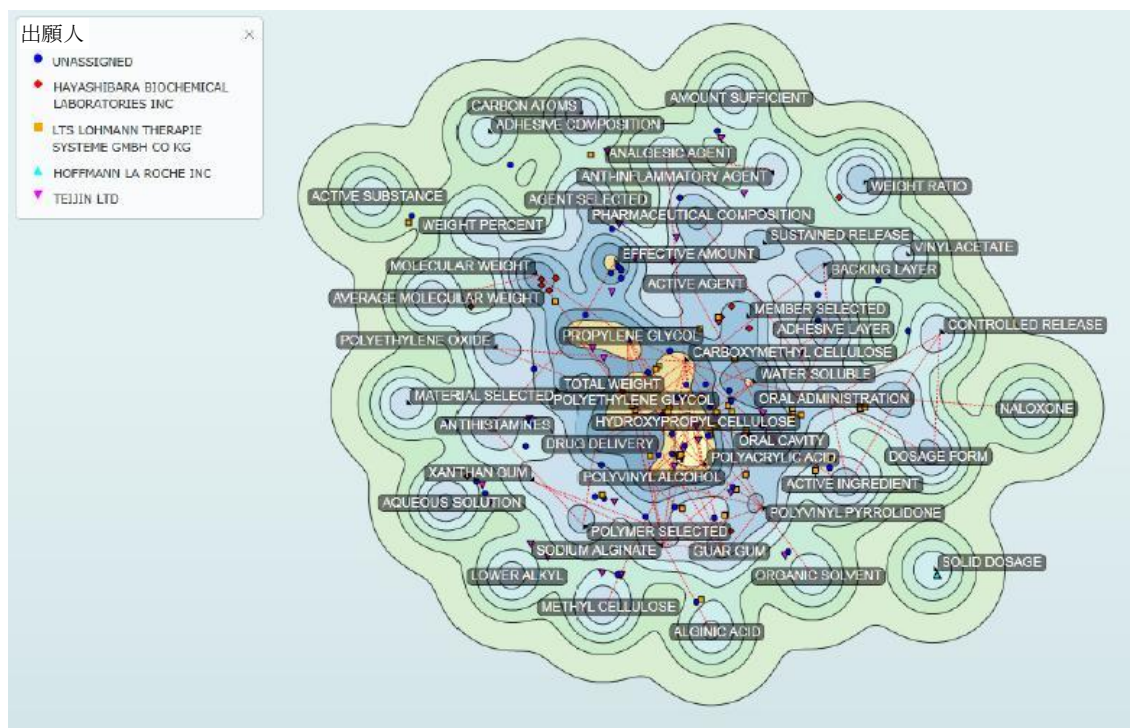 出願人
×
UNASSIGNED
HAYASHIBARA BIOCHEMICAL
LABORATORIES INC
LTS LOHMANN THERAPIE
SYSTEME GMBH CO KG
HOFFMANN LA ROCHE INC
TEIJIN LTD
CARBON ATOMS
AMOUNT SUFFICIENT
ADHESIVE COMPOSITION
ANALGESIC AGENT
ANTI-INFLAMMATORY AGENT
WEIGHT RATIO
ACTIVE SUBSTANCE
AGENT SELECTED
PHARMACEUTICAL COMPOSITION
WEIGHT PERCENT
SUSTAINED RELEASE
VINYL ACETATE
EFFECTIVE AMOUNT
MOLECULAR WEIGHT
BACKING LAYER
ACTIVE AGENT
AVERAGE MOLECULAR WEIGHT
MEMBER SELECTED
CONTROLLED RELEASE
ADHESIVE LAYER
PROPYLENE GLYCOL
POLYETHYLENE OXIDE
CARBOXYMETHYL CELLULOSE
WATER SOLUBLE
TOTAL WEIGHT
MATERIAL SELECTED
POLYETHYLENE GLYCOL
ORAL ADMINISTRATION
NALOXONE
HYDROXYPROPYL CELLULOSE
ANTIHISTAMINES
DRUG DELIVERY
ORAL CAVITY
POLYACRYLIC ACID
DOSAGE FORM
XANTHAN GUM
POLYVINYL ALCOHOL
ACTIVE INGREDIENT
AQUEOUS SOLUTION
POLYVINYL PYRROLIDONE
POLYMER SELECTED
SODIUM ALGINATE
GUAR GUM
SOLID DOSAGE
LOWER ALKYL
ORGANIC SOLVENT
METHYL CELLULOSE
ALGINIC ACID